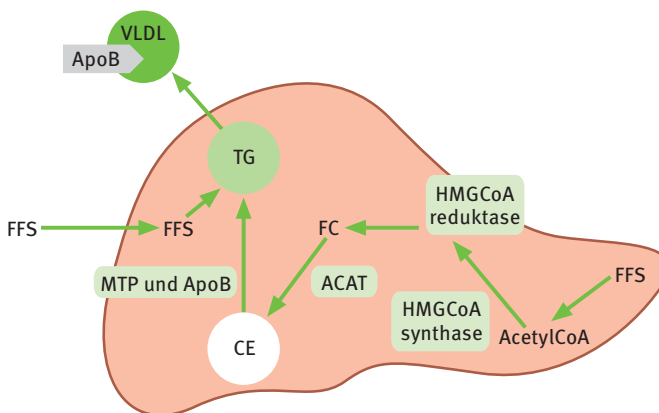 VLDL
ApoB
TG
HMGCoA
reduktase
FFS
FFS
FC
MTP und ApoB
ACAT
FFS
HMGCoA
synthase
AcetylCoA
CE